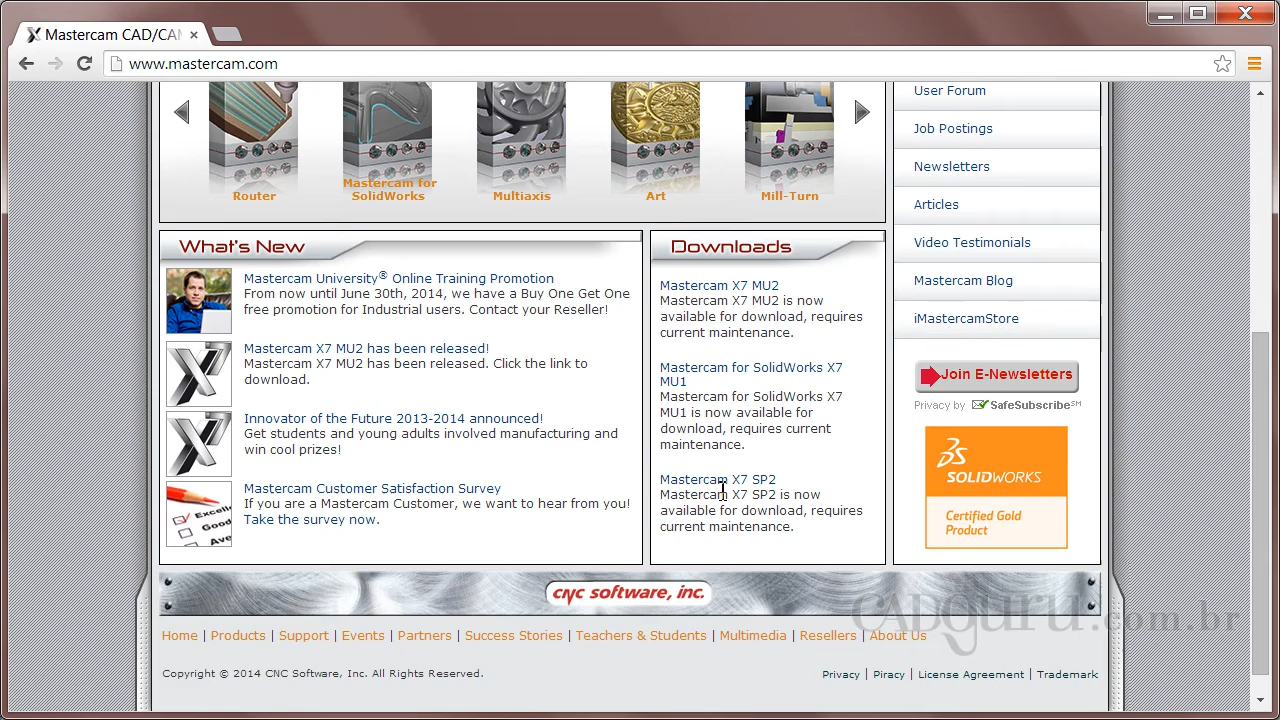 Mastercam CAD/CAM
www.mastercam.com
Router
Mastercam for
SolidWorks
Multiaxis
Art
Mill-Turn
User Forum
Job Postings
Newsletters
Articles
Video Testimonials
Mastercam Blog
iMastercamStore
Join E-Newsletters
Privacy by SafeSubscribe℠
SOLIDWORKS
Certified Gold
Product
What's New
Mastercam University® Online Training Promotion
From now until June 30th, 2014, we have a Buy One Get One
free promotion for Industrial users. Contact your Reseller!
Mastercam X7 MU2 has been released!
Mastercam X7 MU2 has been released. Click the link to
download.
Innovator of the Future 2013-2014 announced!
Get students and young adults involved manufacturing and
win cool prizes!
Mastercam Customer Satisfaction Survey
If you are a Mastercam Customer, we want to hear from you!
Take the survey now.
Downloads
Mastercam X7 MU2
Mastercam X7 MU2 is now
available for download, requires
current maintenance.
Mastercam for SolidWorks X7
MU1
Mastercam for SolidWorks X7
MU1 is now available for
download, requires current
maintenance.
Mastercam X7 SP2
Mastercam X7 SP2 is now
available for download, requires
current maintenance.
cnc software, inc.
CADGURU.com.br
Home | Products | Support | Events | Partners | Success Stories | Teachers & Students | Multimedia | Resellers | About Us
Copyright © 2014 CNC Software, Inc. All Rights Reserved.
Privacy | Piracy | License Agreement | Trademark